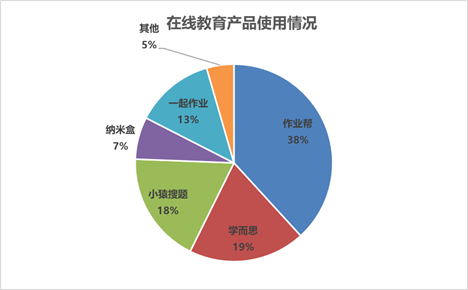 在线教育产品使用情况
其他
5%
作业帮
38%
学而思
19%
小猿搜题
18%
纳米盒
7%
一起作业
13%